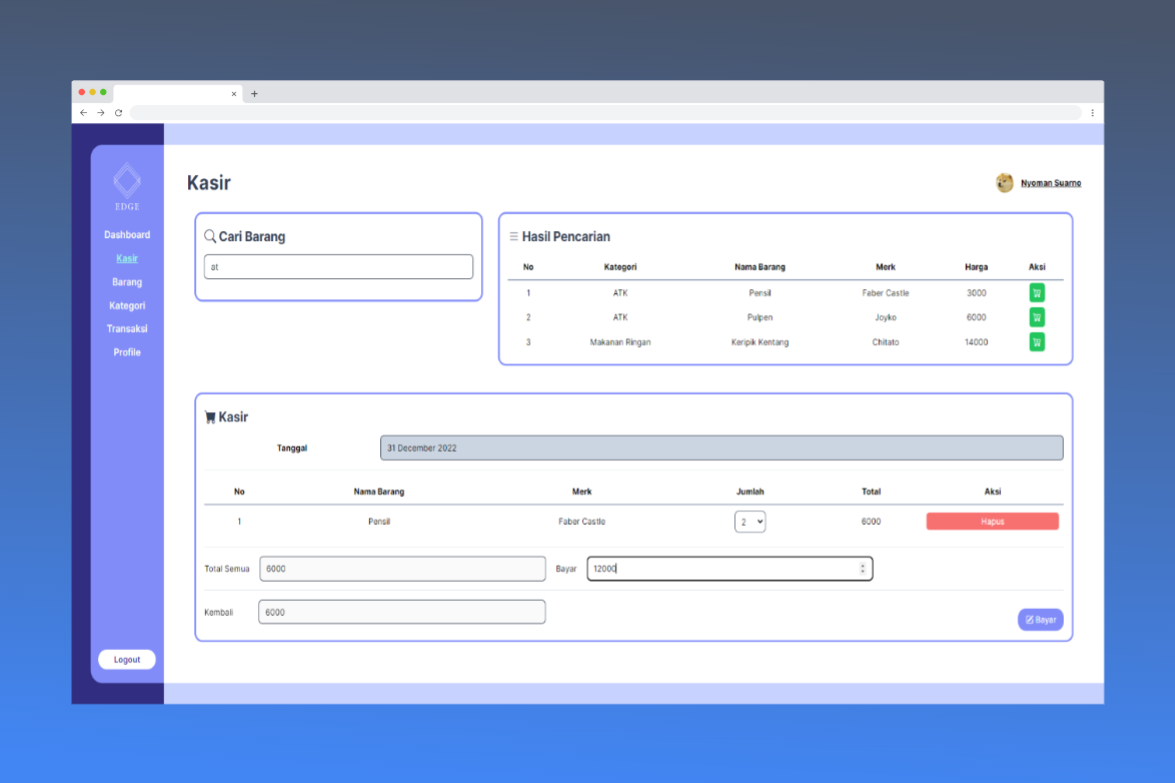 EDGE
Dashboard
Kasir
Barang
Kategori
Transaksi
Profile
Logout
Kasir
Nyoman Suarno
Cari Barang
at
Hasil Pencarian
No Kategori Nama Barang Merk Harga Aksi
1 ATK Pensil Faber Castle 3000
2 ATK Pulpen Joyko 6000
3 Makanan Ringan Keripik Kentang Chitato 14000
Kasir
Tanggal 31 December 2022
No Nama Barang Merk Jumlah Total Aksi
1 Pensil Faber Castle 2 6000 Hapus
Total Semua 6000 Bayar 12000
Kembali 6000
Bayar